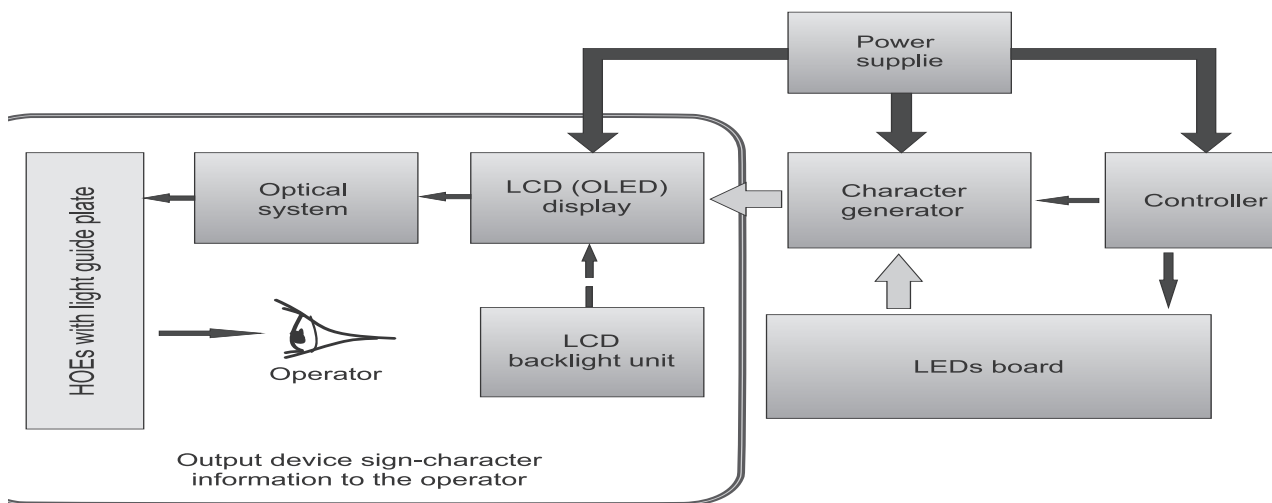 Power
supplie
HOEs with light guide plate
Optical
system
LCD (OLED)
display
Character
generator
Controller
Operator
LCD
backlight unit
LEDs board
Output device sign-character
information to the operator